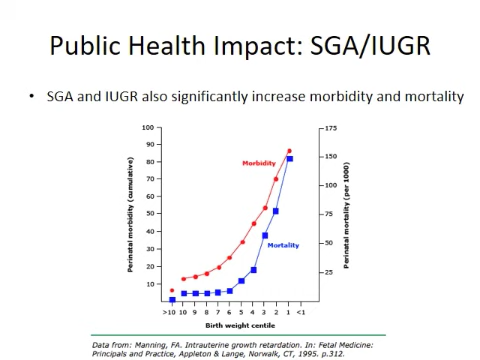 Public Health Impact: SGA/IUGR
• SGA and IUGR also significantly increase morbidity and mortality
100
90
80
70
60
50
40
30
20
10
Perinatal morbidity (cumulative)
Morbidity
Mortality
175
150
100
75
50
25
Perinatal mortality (per 1000)
>10 10 9 8 7 6 5 4 3 2 1 <1
Birth weight centile
Data from: Manning, FA. Intrauterine growth retardation. In: Fetal Medicine:
Principals and Practice, Appleton & Lange, Norwalk, CT, 1995. p.312.